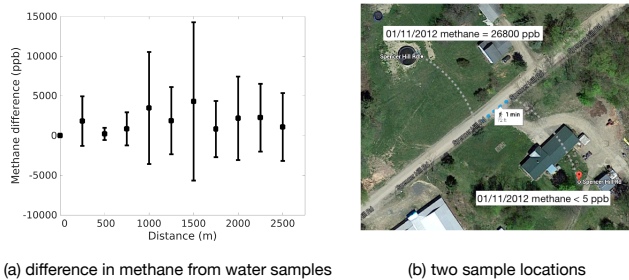 15000
10000
5000
0
-5000
-10000
0 500 1000 1500 2000 2500
Methane difference (ppb)
Distance (m)
01/11/2012 methane = 26800 ppb
Spencer Hill Rd
1 min
Spencer Hill Rd
01/11/2012 methane < 5 ppb
(a) difference in methane from water samples
(b) two sample locations